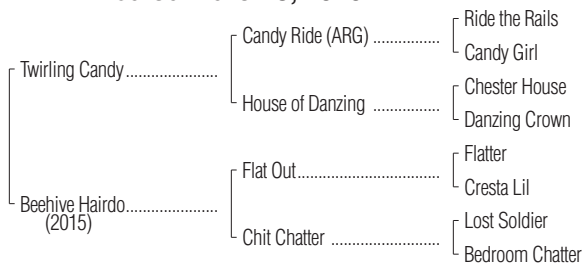 Ride the Rails
Candy Ride (ARG) ..................
Candy Girl
Twirling Candy.........................
Chester House
House of Danzing ..................
Danzing Crown
Flatter
Flat Out.....................................
Cresta Lil
Beehive Hairdo.........................
(2015)
Lost Soldier
Chit Chatter .............................
Bedroom Chatter